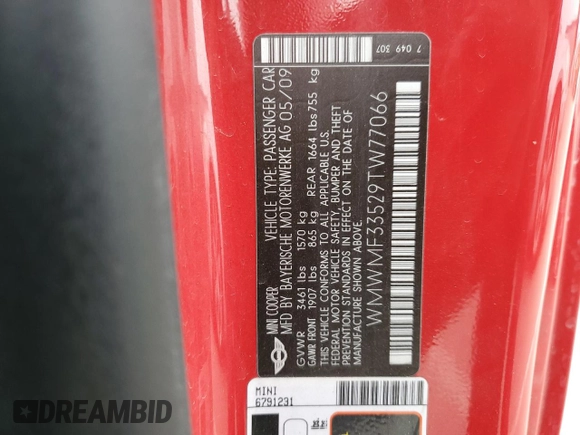 MINI COOPER VEHICLE TYPE: PASSENGER CAR
MFD BY BAYERISCHE MOTORENWERKE AG 05/09
GVWR 3461 lbs 1570 kg
GAWR FRONT 1907 lbs 865 kg REAR 1664 lbs 755 kg
THIS VEHICLE CONFORMS TO ALL APPLICABLE U.S.
FEDERAL MOTOR VEHICLE SAFETY, BUMPER AND THEFT
PREVENTION STANDARDS IN EFFECT ON THE DATE OF
MANUFACTURE SHOWN ABOVE.
WMWMF33529TW77066
7 049 307
MINI
6791231
DREAMBID